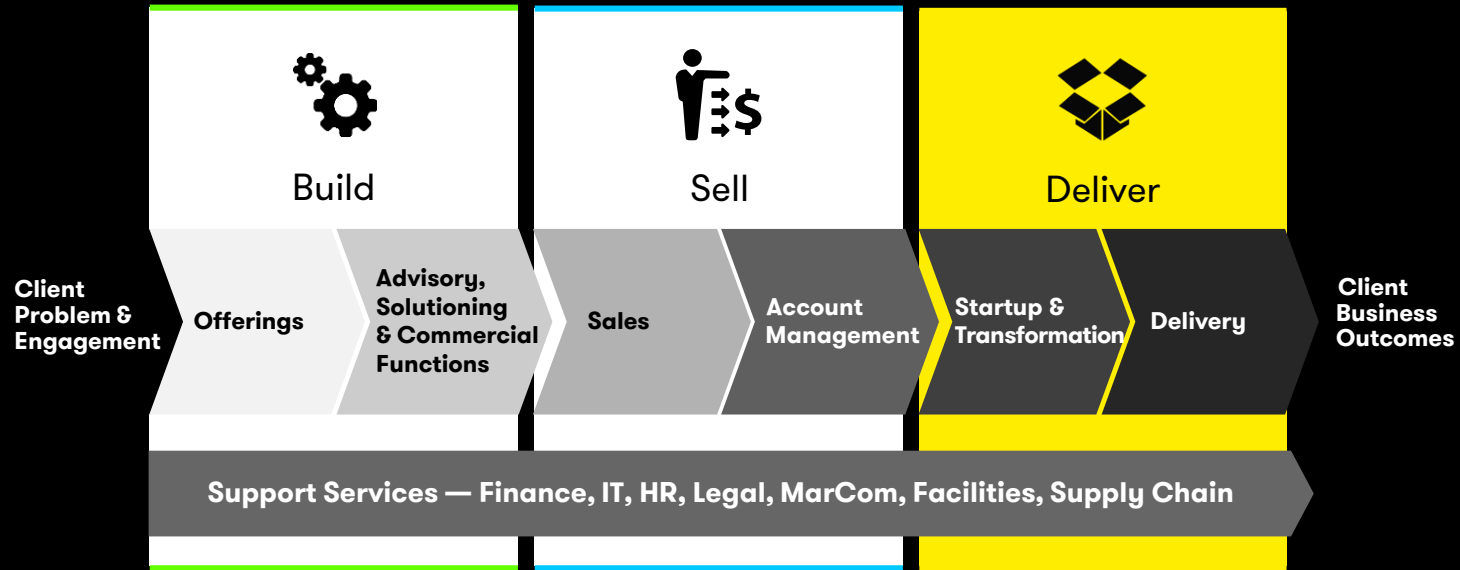 Build
Sell
Deliver
Client
Problem &
Engagement
Offerings
Advisory,
Solutioning
& Commercial
Functions
Sales
Account
Management
Startup &
Transformation
Delivery
Client
Business
Outcomes
Support Services — Finance, IT, HR, Legal, MarCom, Facilities, Supply Chain